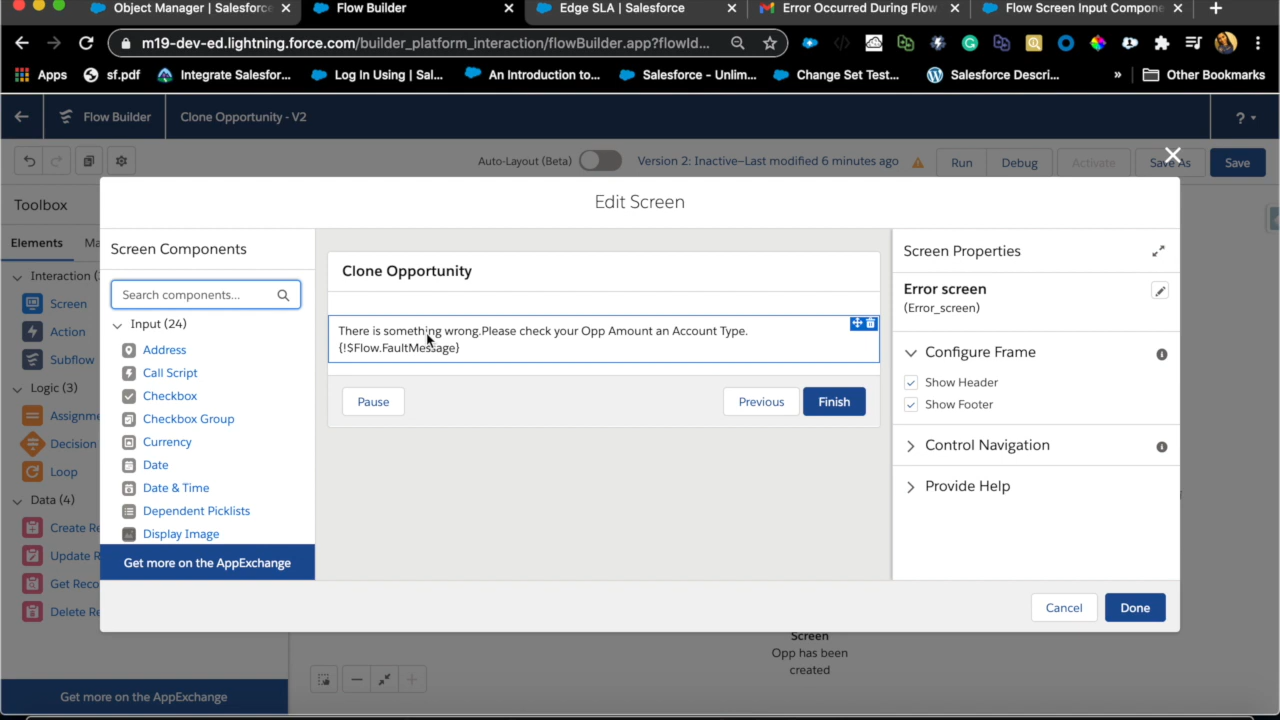 Object Manager | Salesforce
Flow Builder
Edge SLA | Salesforce
Error Occurred During Flow
Flow Screen Input Compone
m19-dev-ed.lightning.force.com/builder_platform_interaction/flowBuilder.app?flowId...
Apps
sf.pdf
Integrate Salesfor...
Log In Using | Sal...
An Introduction to...
Salesforce - Unlim...
Change Set Test...
Salesforce Descri...
»
Other Bookmarks
Flow Builder
Clone Opportunity - V2
?
Auto-Layout (Beta)
Version 2: Inactive–Last modified 6 minutes ago
Run
Debug
Activate
Save As
Save
Toolbox
Elements
Ma
Interaction (
Screen
Action
Subflow
Logic (3)
Assignme
Decision
Loop
Data (4)
Create Re
Update R
Get Reco
Delete Re
Get more on the AppExchange
Edit Screen
Screen Components
Search components...
Input (24)
Address
Call Script
Checkbox
Checkbox Group
Currency
Date
Date & Time
Dependent Picklists
Display Image
Get more on the AppExchange
Clone Opportunity
There is something wrong.Please check your Opp Amount an Account Type.
{!$Flow.FaultMessage}
Pause
Previous
Finish
Screen Properties
Error screen
(Error_screen)
Configure Frame
Show Header
Show Footer
Control Navigation
Provide Help
Cancel
Done
Screen
Opp has been
created